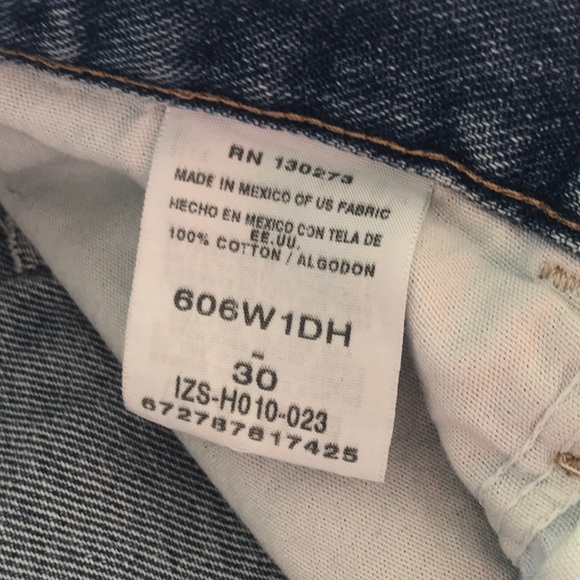 RN 130273
MADE IN MEXICO OF US FABRIC
HECHO EN MEXICO CON TELA DE
EE.UU.
100% COTTON / ALGODON
606W1DH
-
30
IZS-H010-023
672787817425